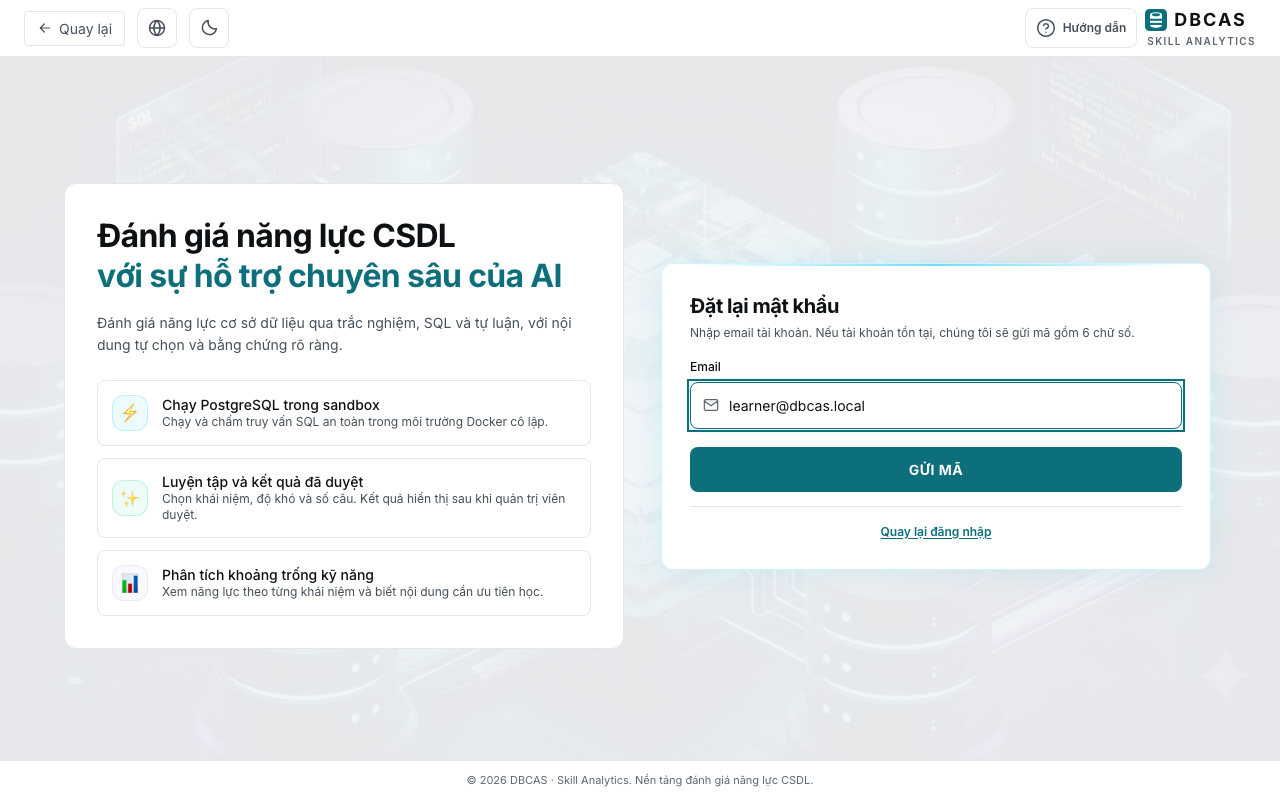 Quay lại
Hướng dẫn
DBCAS
SKILL ANALYTICS
SQL
Đánh giá năng lực CSDL
với sự hỗ trợ chuyên sâu của AI
Đánh giá năng lực cơ sở dữ liệu qua trắc nghiệm, SQL và tự luận, với nội
dung tự chọn và bằng chứng rõ ràng.
Chạy PostgreSQL trong sandbox
Chạy và chấm truy vấn SQL an toàn trong môi trường Docker cô lập.
Luyện tập và kết quả đã duyệt
Chọn khái niệm, độ khó và số câu. Kết quả hiển thị sau khi quản trị viên
duyệt.
Phân tích khoảng trống kỹ năng
Xem năng lực theo từng khái niệm và biết nội dung cần ưu tiên học.
Đặt lại mật khẩu
Nhập email tài khoản. Nếu tài khoản tồn tại, chúng tôi sẽ gửi mã gồm 6 chữ số.
Email
learner@dbcas.local
GỬI MÃ
Quay lại đăng nhập
© 2026 DBCAS · Skill Analytics. Nền tảng đánh giá năng lực CSDL.